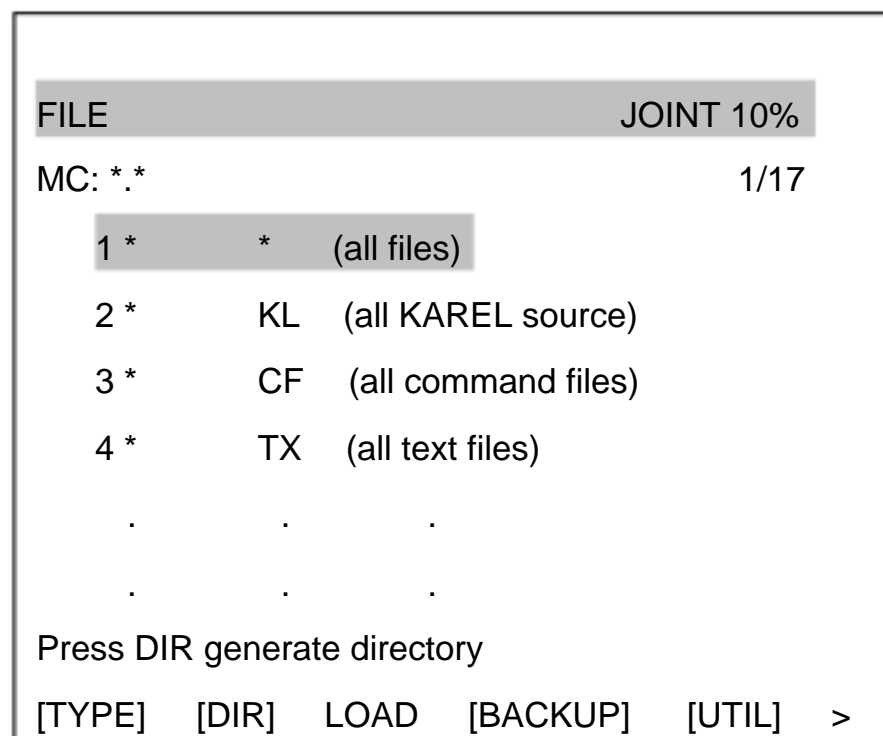 FILE JOINT 10%
MC: *.* 1/17
1 * * (all files)
2 * KL (all KAREL source)
3 * CF (all command files)
4 * TX (all text files)
. . .
. . .
Press DIR generate directory
[TYPE] [DIR] LOAD [BACKUP] [UTIL] >